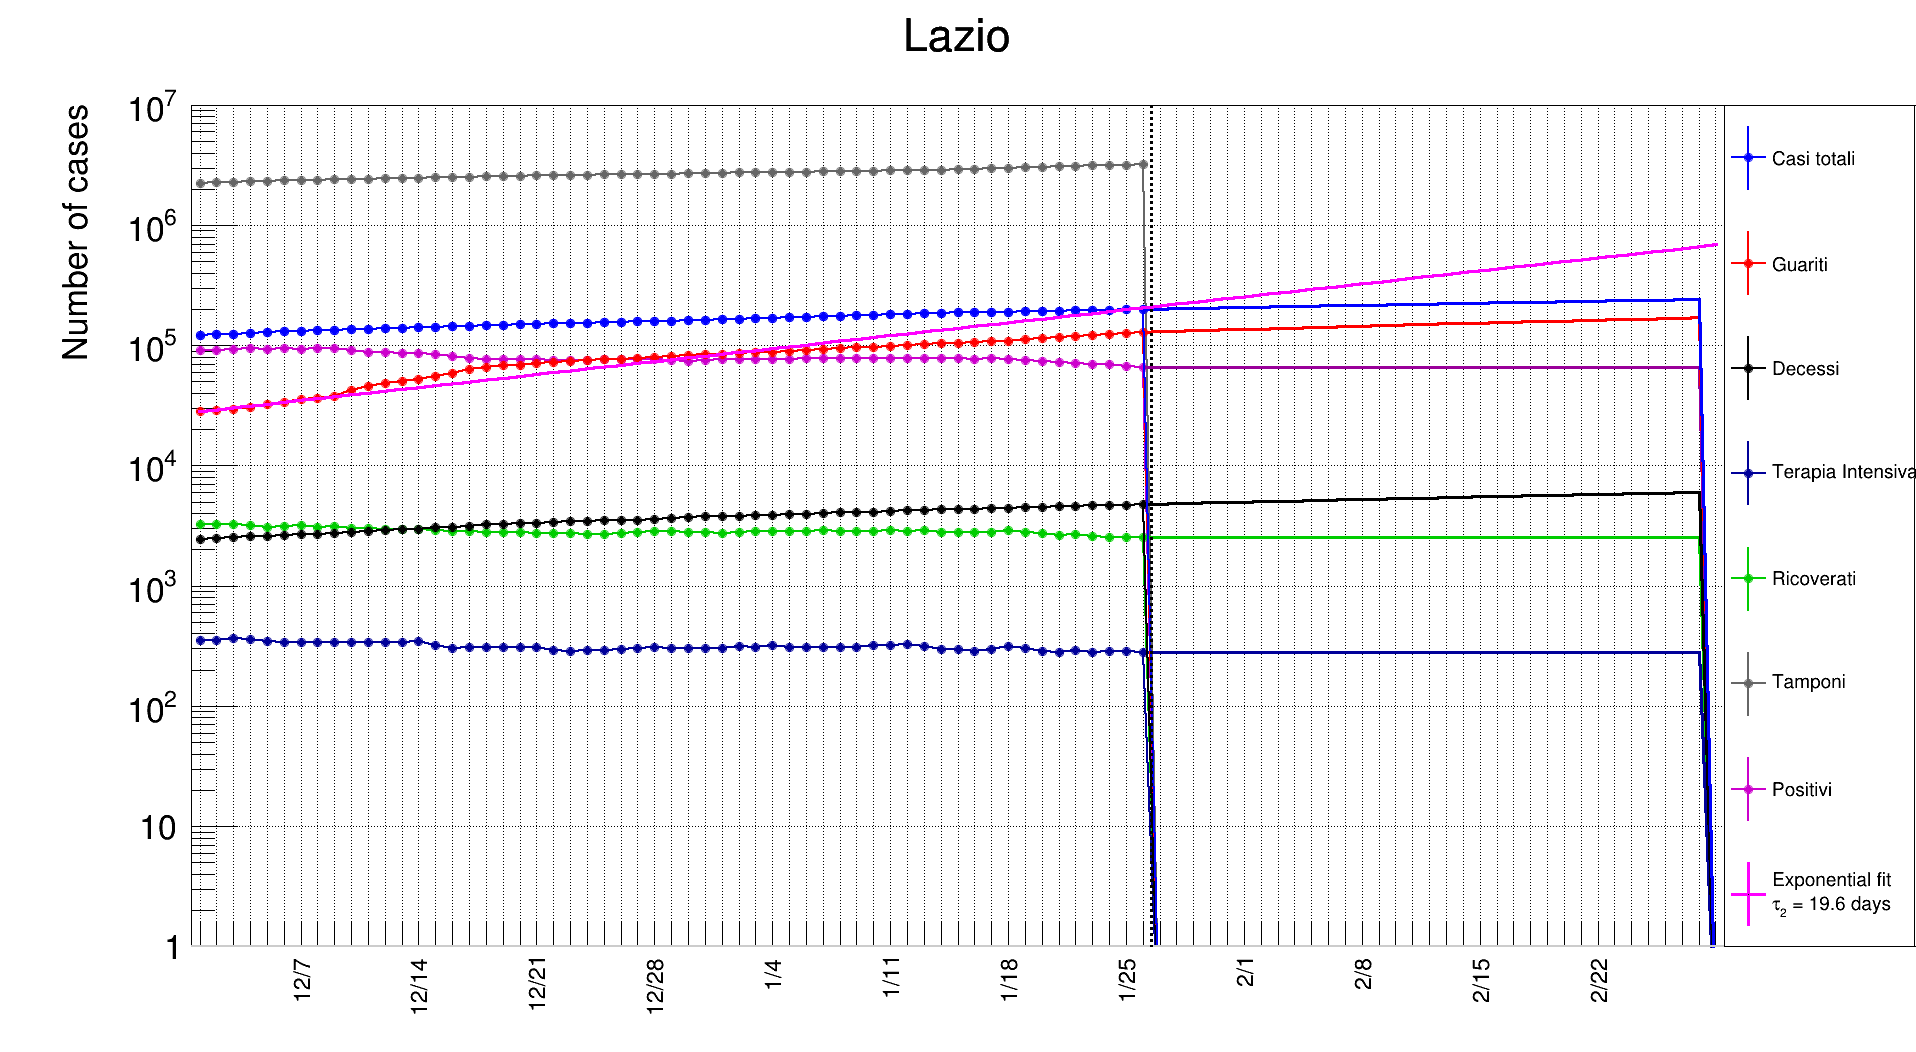 Lazio
Number of cases
10^7
10^6
10^5
10^4
10^3
10^2
10
1
12/7
12/14
12/21
12/28
1/4
1/11
1/18
1/25
2/1
2/8
2/15
2/22
Casi totali
Guariti
Decessi
Terapia Intensiva
Ricoverati
Tamponi
Positivi
Exponential fit
τ_2 = 19.6 days